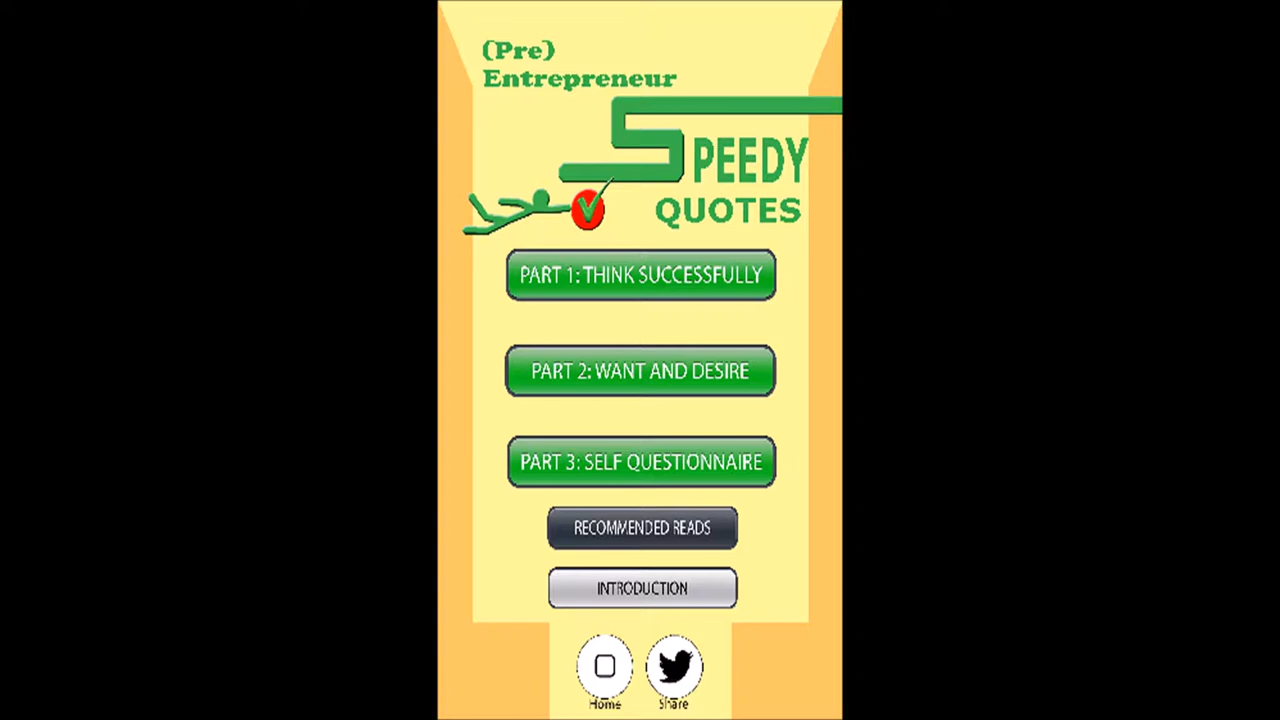 (Pre)
Entrepreneur
SPEEDY
QUOTES
PART 1: THINK SUCCESSFULLY
PART 2: WANT AND DESIRE
PART 3: SELF QUESTIONNAIRE
RECOMMENDED READS
INTRODUCTION
Home Share